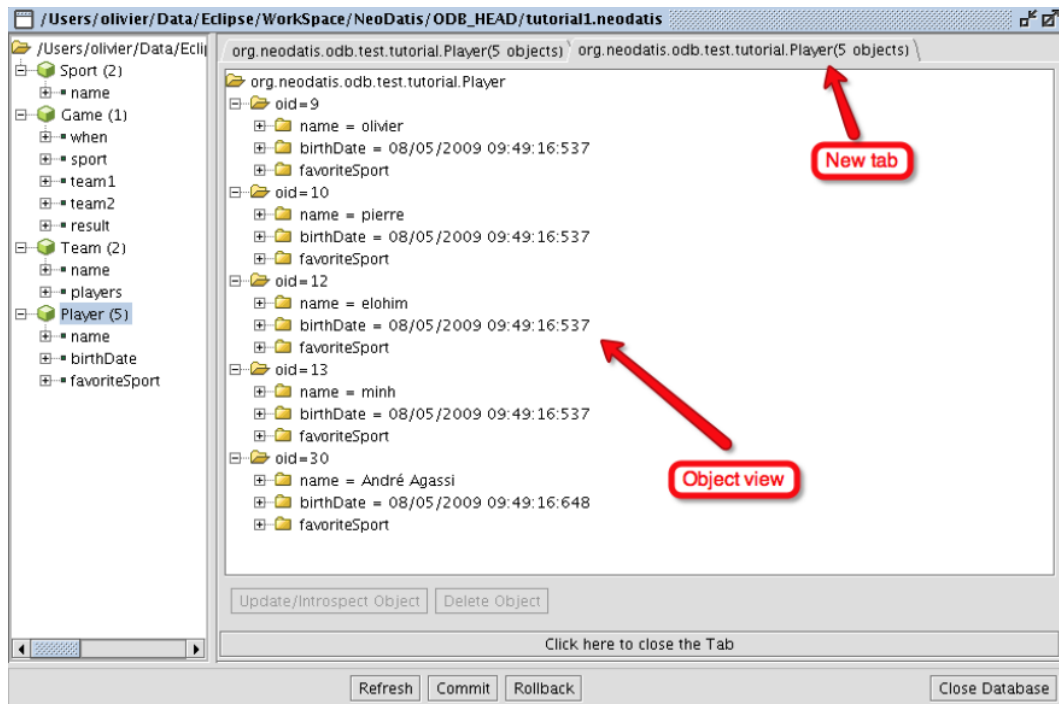 /Users/olivier/Data/Eclipse/WorkSpace/NeoDatis/ODB_HEAD/tutorial1.neodatis
/Users/olivier/Data/Ecli
Sport (2)
name
Game (1)
when
sport
team1
team2
result
Team (2)
name
players
Player (5)
name
birthDate
favoriteSport
org.neodatis.odb.test.tutorial.Player(5 objects)
org.neodatis.odb.test.tutorial.Player(5 objects)
org.neodatis.odb.test.tutorial.Player
oid=9
name = olivier
birthDate = 08/05/2009 09:49:16:537
favoriteSport
oid=10
name = pierre
birthDate = 08/05/2009 09:49:16:537
favoriteSport
oid=12
name = elohim
birthDate = 08/05/2009 09:49:16:537
favoriteSport
oid=13
name = minh
birthDate = 08/05/2009 09:49:16:537
favoriteSport
oid=30
name = André Agassi
birthDate = 08/05/2009 09:49:16:648
favoriteSport
New tab
Object view
Update/Introspect Object
Delete Object
Click here to close the Tab
Refresh
Commit
Rollback
Close Database